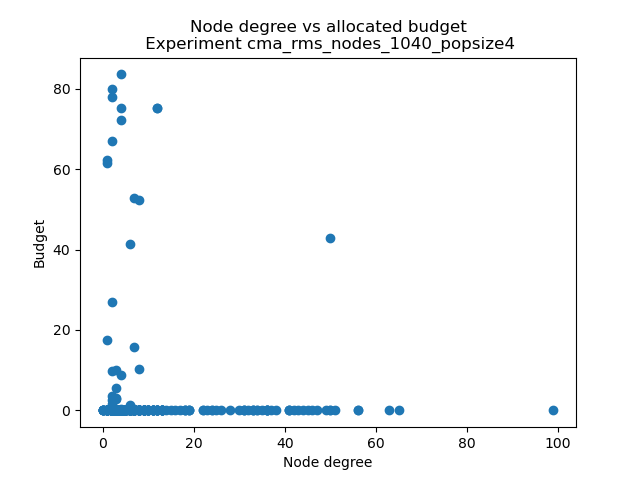 Node degree vs allocated budget
Experiment cma_rms_nodes_1040_popsize4
80
60
40
20
0
Budget
0 20 40 60 80 100
Node degree